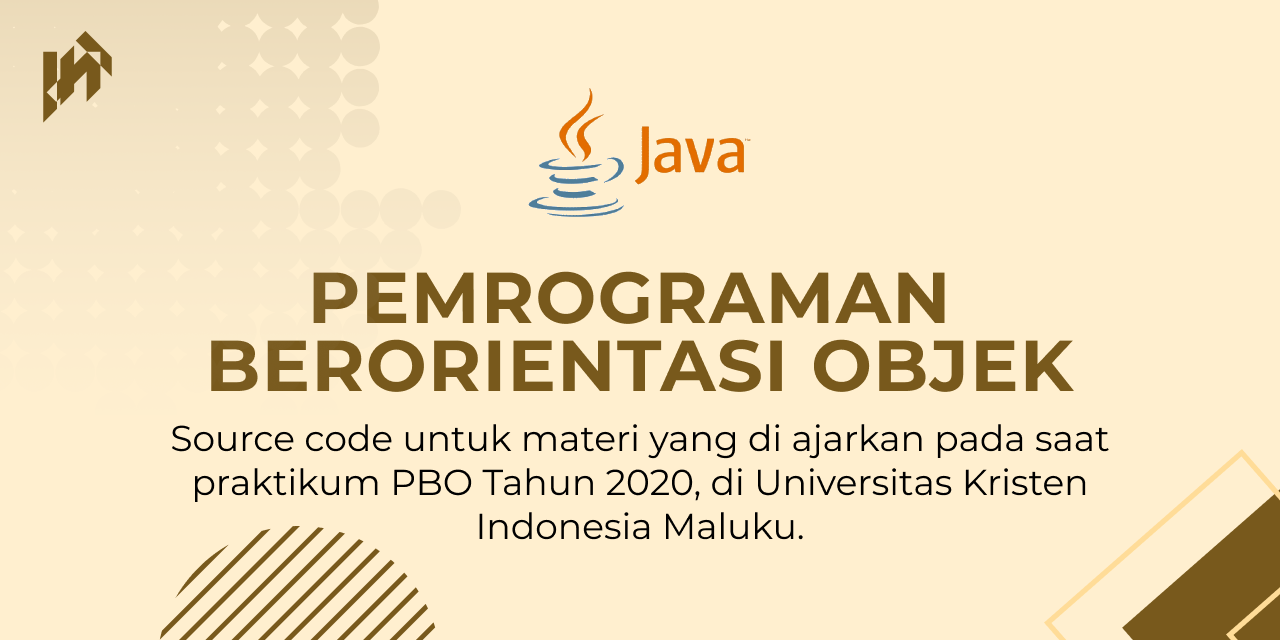 Java™
PEMROGRAMAN
BERORIENTASI OBJEK
Source code untuk materi yang di ajarkan pada saat
praktikum PBO Tahun 2020, di Universitas Kristen
Indonesia Maluku.